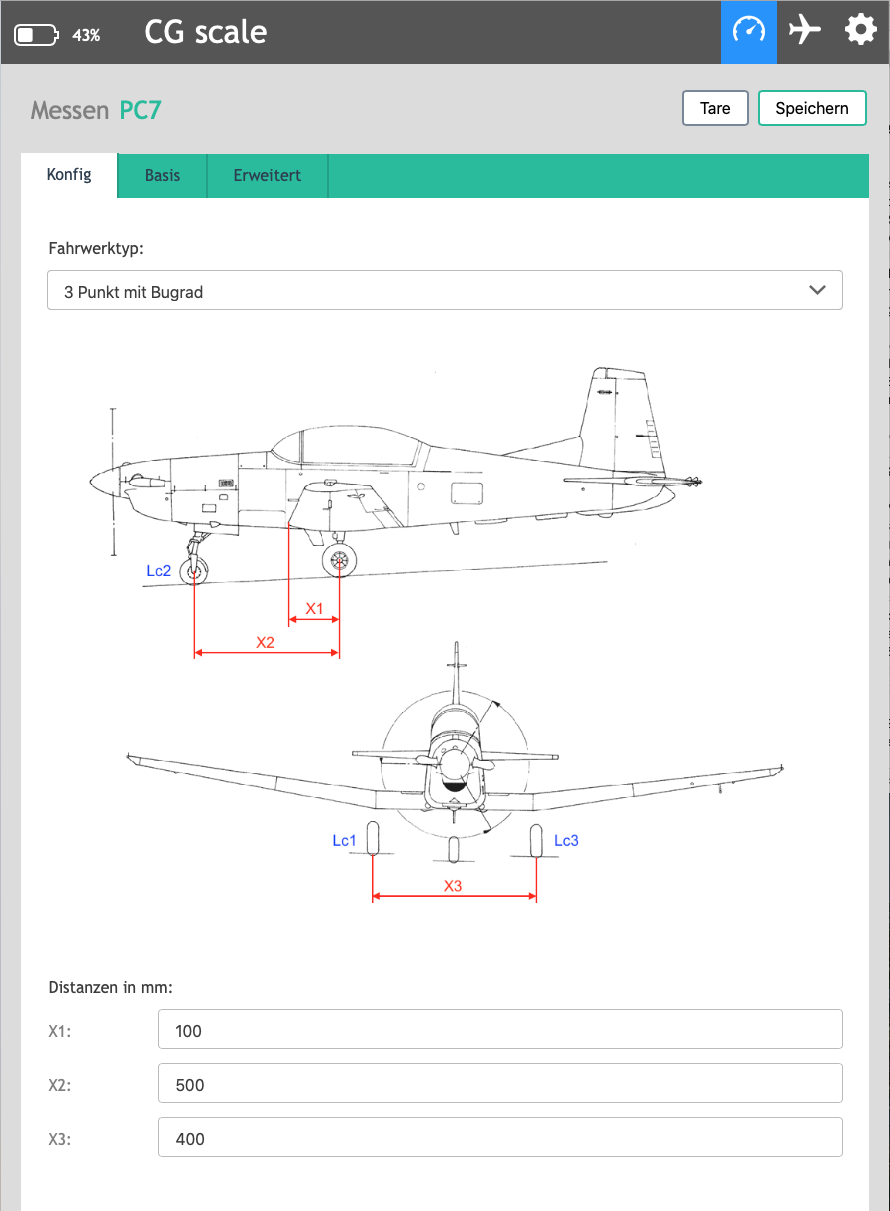 43%
CG scale
Messen PC7
Tare
Speichern
Konfig
Basis
Erweitert
Fahrwerktyp:
3 Punkt mit Bugrad
Lc2
X1
X2
Lc1
Lc3
X3
Distanzen in mm:
X1:
100
X2:
500
X3:
400